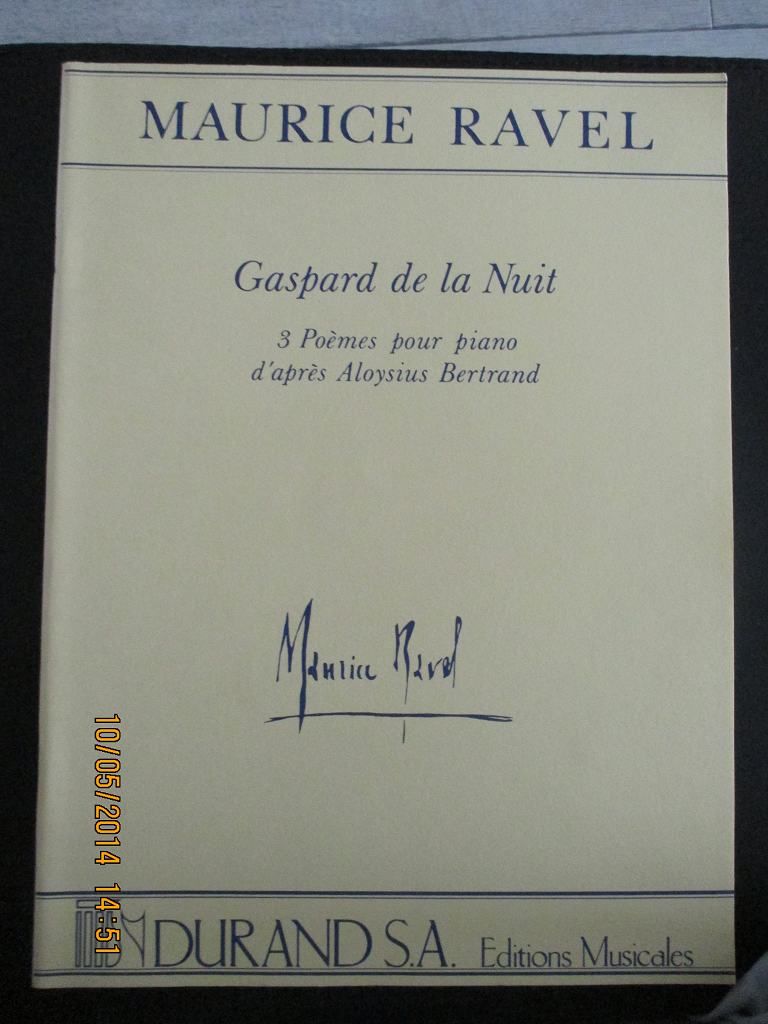 MAURICE RAVEL
Gaspard de la Nuit
3 Poèmes pour piano
d'après Aloysius Bertrand
Maurice Ravel
DURAND S.A. Editions Musicales
10/05/2014 14:51